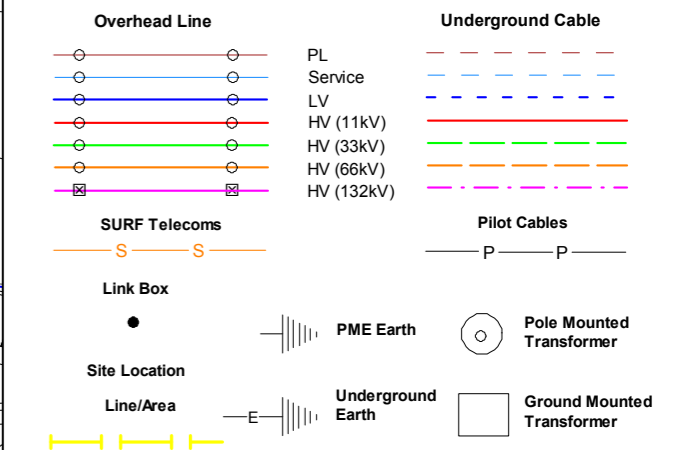 Overhead Line
Underground Cable
PL
Service
LV
HV (11kV)
HV (33kV)
HV (66kV)
HV (132kV)
SURF Telecoms
S S
Pilot Cables
P P
Link Box
PME Earth
Pole Mounted
Transformer
Site Location
Line/Area
E
Underground
Earth
Ground Mounted
Transformer